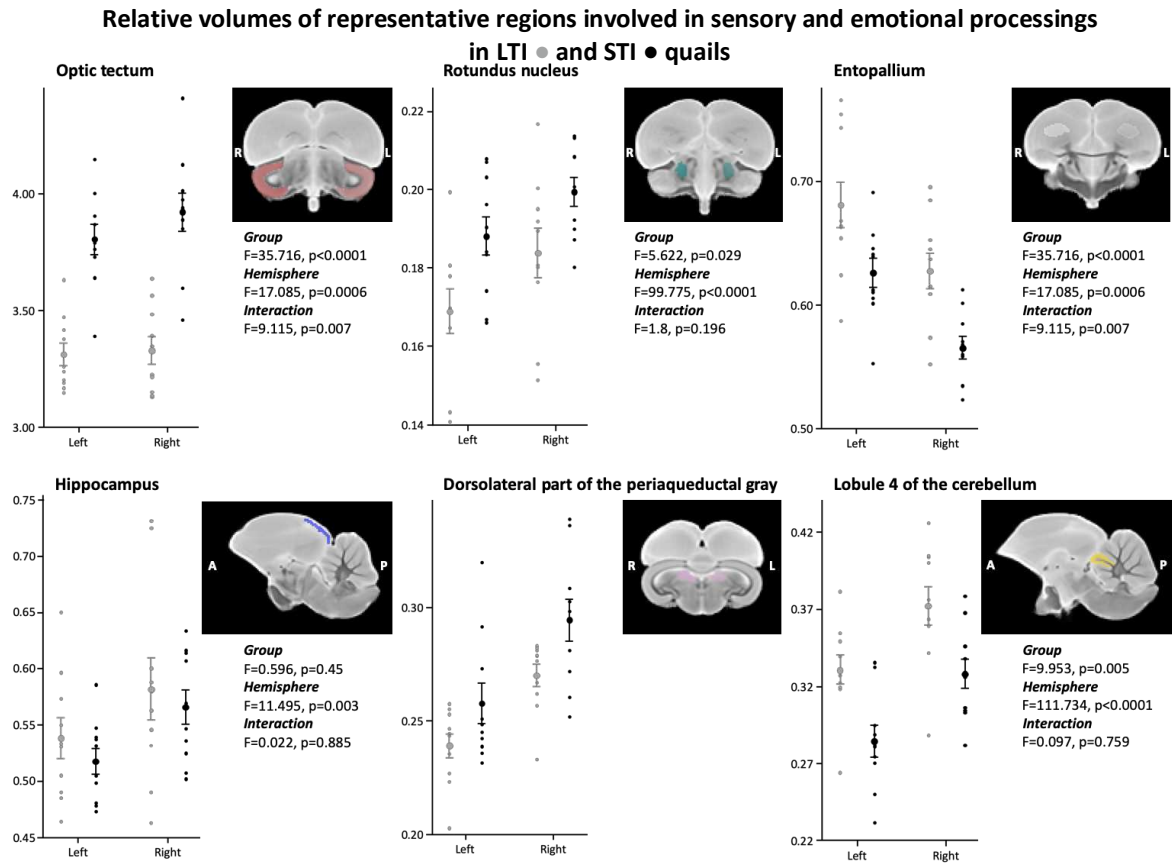 Relative volumes of representative regions involved in sensory and emotional processings
in LTI ● and STI ● quails
Optic tectum
4.00
3.50
3.00
Left Right
R L
Group
F=35.716, p<0.0001
Hemisphere
F=17.085, p=0.0006
Interaction
F=9.115, p=0.007
Rotundus nucleus
0.22
0.20
0.18
0.16
0.14
Left Right
R L
Group
F=5.622, p=0.029
Hemisphere
F=99.775, p<0.0001
Interaction
F=1.8, p=0.196
Entopallium
0.70
0.60
0.50
Left Right
R L
Group
F=35.716, p<0.0001
Hemisphere
F=17.085, p=0.0006
Interaction
F=9.115, p=0.007
Hippocampus
0.75
0.70
0.65
0.60
0.55
0.50
0.45
Left Right
A P
Group
F=0.596, p=0.45
Hemisphere
F=11.495, p=0.003
Interaction
F=0.022, p=0.885
Dorsolateral part of the periaqueductal gray
0.30
0.25
0.20
Left Right
R L
Lobule 4 of the cerebellum
0.42
0.37
0.32
0.27
0.22
Left Right
A P
Group
F=9.953, p=0.005
Hemisphere
F=111.734, p<0.0001
Interaction
F=0.097, p=0.759